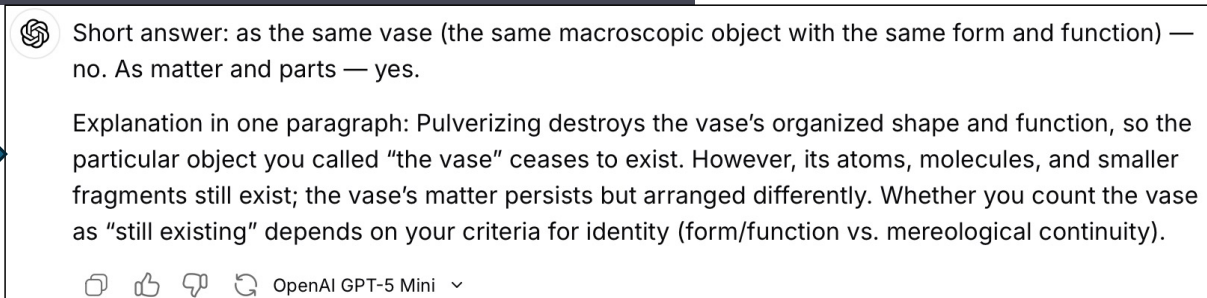 Short answer: as the same vase (the same macroscopic object with the same form and function) —
no. As matter and parts — yes.
Explanation in one paragraph: Pulverizing destroys the vase’s organized shape and function, so the
particular object you called “the vase” ceases to exist. However, its atoms, molecules, and smaller
fragments still exist; the vase’s matter persists but arranged differently. Whether you count the vase
as “still existing” depends on your criteria for identity (form/function vs. mereological continuity).
OpenAI GPT-5 Mini